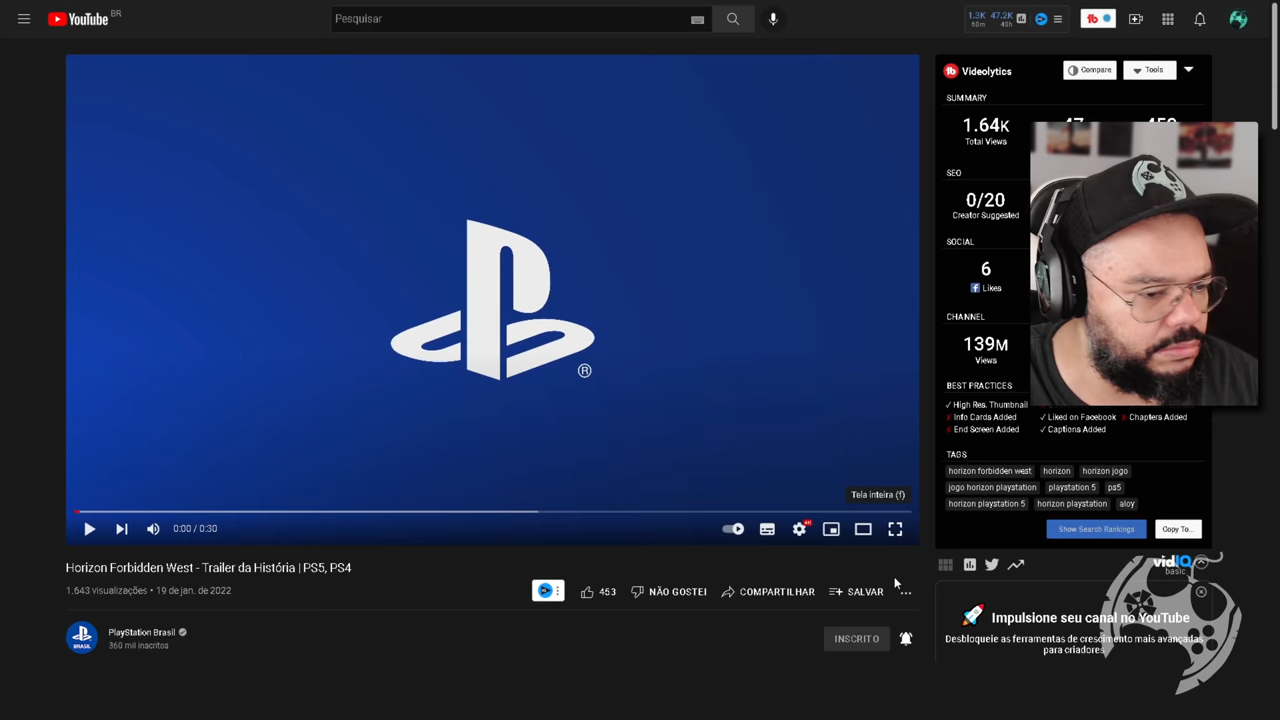 YouTube BR
Pesquisar
1.3K 60m 47.2K 48h
Videolytics
Compare
Tools
SUMMARY
1.64K
Total Views
SEO
0/20
Creator Suggested
SOCIAL
6
Likes
CHANNEL
139M
Views
BEST PRACTICES
✓ High Res. Thumbnail
✗ Info Cards Added ✓ Liked on Facebook ✗ Chapters Added
✗ End Screen Added ✓ Captions Added
TAGS
horizon forbidden west horizon horizon jogo
jogo horizon playstation playstation 5 ps5
horizon playstation 5 horizon playstation aloy
Show Search Rankings Copy To...
Tela inteira (f)
0:00 / 0:30
Horizon Forbidden West - Trailer da História | PS5, PS4
1.643 visualizações • 19 de jan. de 2022
453 NÃO GOSTEI COMPARTILHAR SALVAR
PlayStation Brasil
360 mil inscritos
BRASIL
INSCRITO
vidIQ
basic
Impulsione seu canal no YouTube
Desbloqueie as ferramentas de crescimento mais avançadas
para criadores